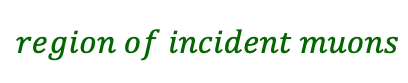 region of incident muons